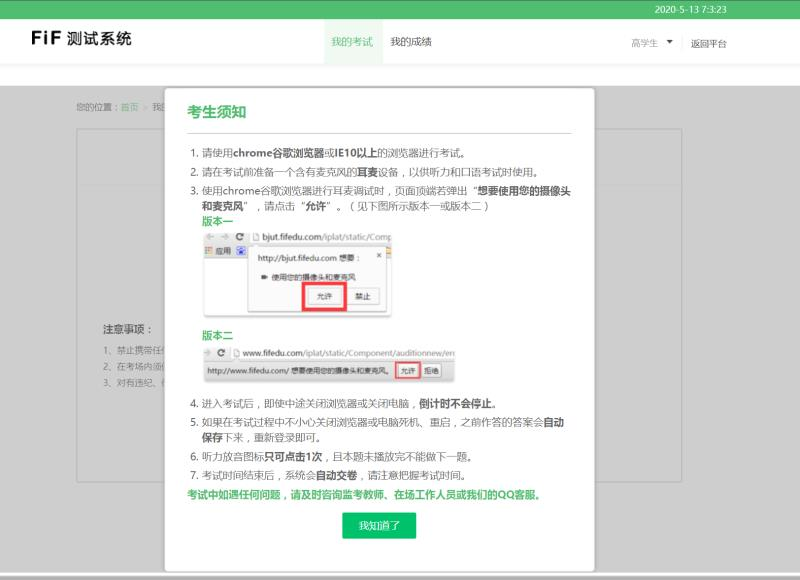 2020-5-13 7:3:23
FiF 测试系统
我的考试
我的成绩
高学生
返回平台
您的位置：首页 > 我
考生须知
1. 请使用chrome谷歌浏览器或IE10以上的浏览器进行考试。
2. 请在考试前准备一个含有麦克风的耳麦设备，以供听力和口语考试时使用。
3. 使用chrome谷歌浏览器进行耳麦调试时，页面顶端若弹出“想要使用您的摄像头
和麦克风”，请点击“允许”。（见下图所示版本一或版本二）
版本一
bjut.fifedu.com/iplat/static/Comp
应用
http://bjut.fifedu.com 想要：
使用您的摄像头和麦克风
允许
禁止
版本二
www.fifedu.com/iplat/static/Component/auditionnew/en
http://www.fifedu.com/ 想要使用您的摄像头和麦克风。
允许
拒绝
注意事项：
1、禁止携带任
2、在考场内须
3、对有违纪、
4. 进入考试后，即使中途关闭浏览器或关闭电脑，倒计时不会停止。
5. 如果在考试过程中不小心关闭浏览器或电脑死机、重启，之前作答的答案会自动
保存下来，重新登录即可。
6. 听力放音图标只可点击1次，且本题未播放完不能做下一题。
7. 考试时间结束后，系统会自动交卷，请注意把握考试时间。
考试中如遇任何问题，请及时咨询监考教师、在场工作人员或我们的QQ客服。
我知道了